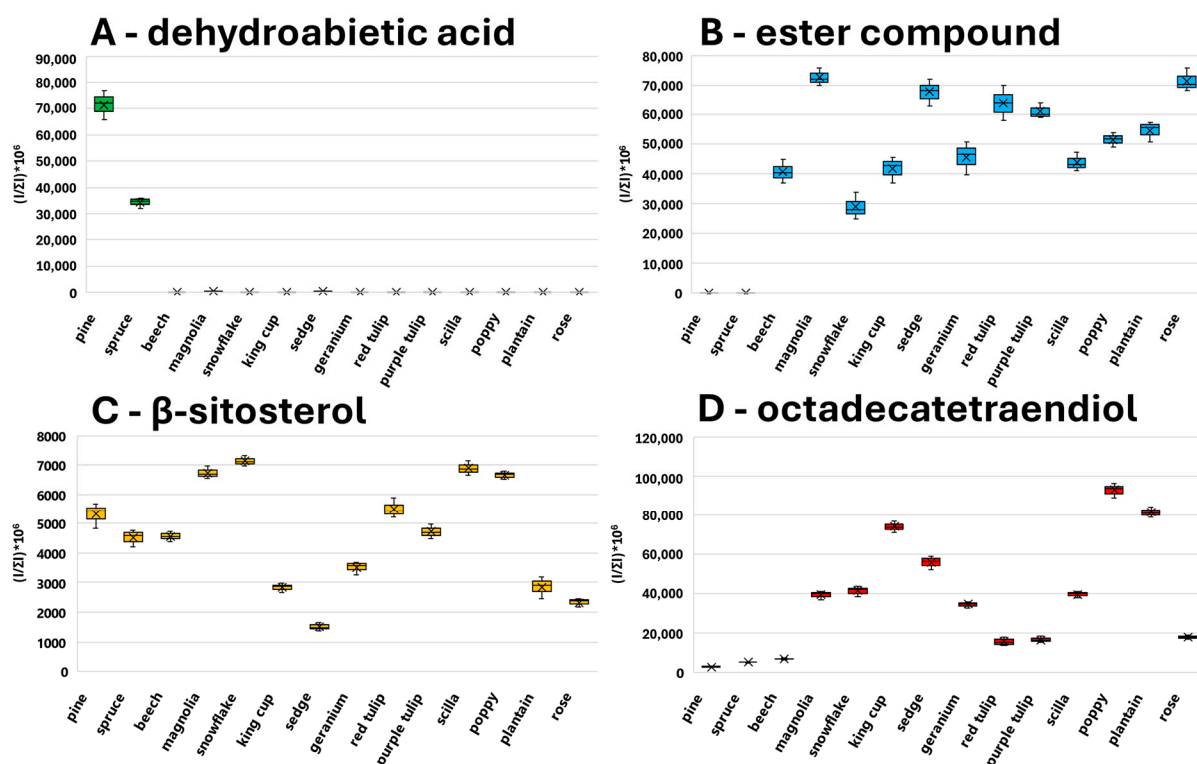 A - dehydroabietic acid
90,000
80,000
70,000
60,000
50,000
40,000
30,000
20,000
10,000
0
(I/ΣI)*10⁶
pine
spruce
beech
magnolia
snowflake
king cup
sedge
geranium
red tulip
purple tulip
scilla
poppy
plantain
rose
B - ester compound
80,000
70,000
60,000
50,000
40,000
30,000
20,000
10,000
0
(I/ΣI)*10⁶
pine
spruce
beech
magnolia
snowflake
king cup
sedge
geranium
red tulip
purple tulip
scilla
poppy
plantain
rose
C - β-sitosterol
8000
7000
6000
5000
4000
3000
2000
1000
0
(I/ΣI)*10⁶
pine
spruce
beech
magnolia
snowflake
king cup
sedge
geranium
red tulip
purple tulip
scilla
poppy
plantain
rose
D - octadecatetraendiol
120,000
100,000
80,000
60,000
40,000
20,000
0
(I/ΣI)*10⁶
pine
spruce
beech
magnolia
snowflake
king cup
sedge
geranium
red tulip
purple tulip
scilla
poppy
plantain
rose